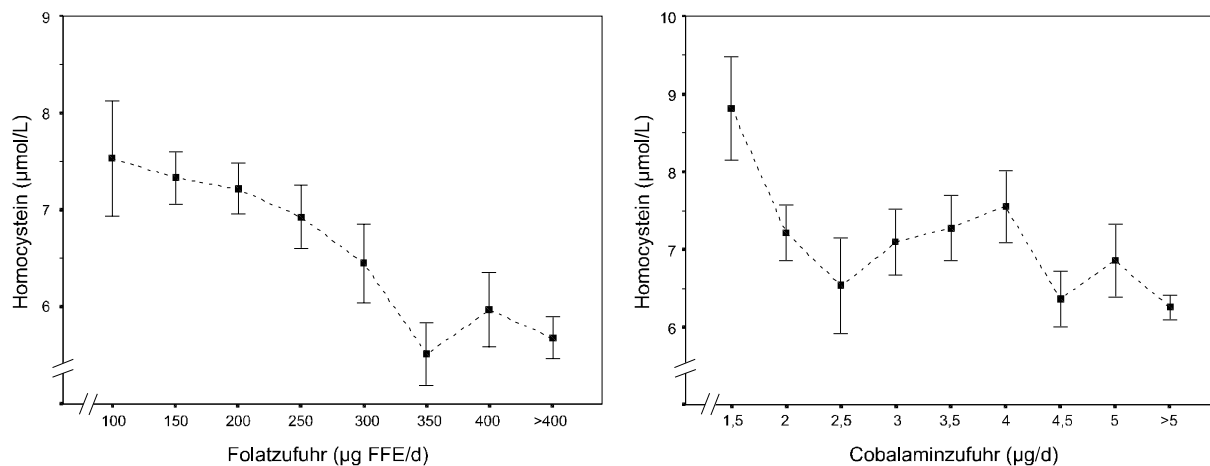 9
8
7
6
Homocystein (µmol/L)
100 150 200 250 300 350 400 >400
Folatzufuhr (µg FFE/d)
10
9
8
7
6
Homocystein (µmol/L)
1,5 2 2,5 3 3,5 4 4,5 5 >5
Cobalaminzufuhr (µg/d)